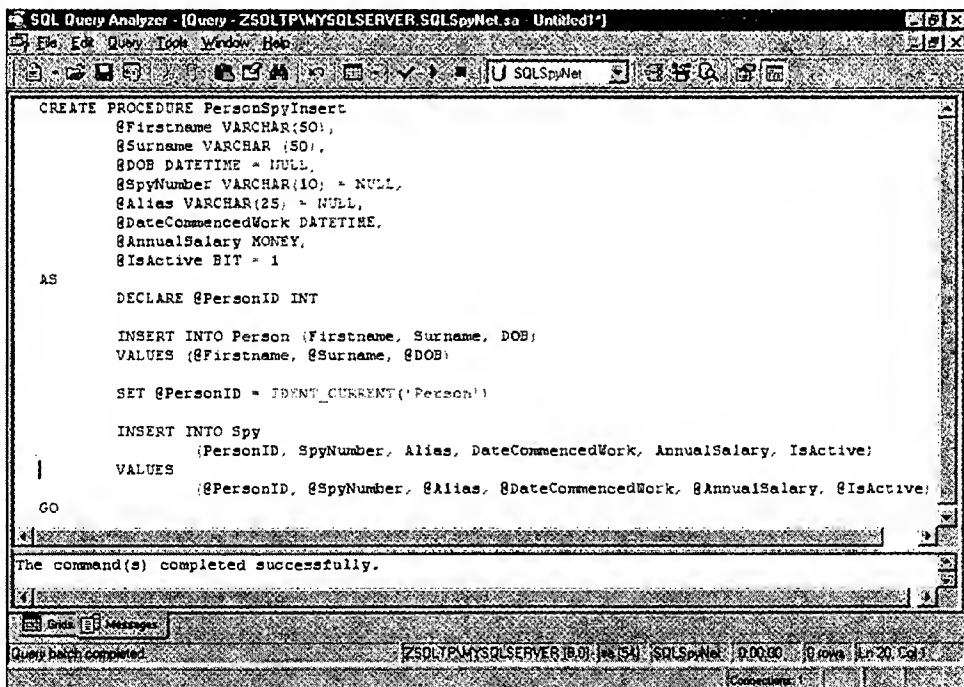 SQL Query Analyzer - [Query - ZSQLTP\MYSQLSERVER.SQLSpyNet.sa - Untitled1*]
File Edit Query Tools Window Help
SQLSpyNet
CREATE PROCEDURE PersonSpyInsert
@Firstname VARCHAR(50),
@Surname VARCHAR (50),
@DOB DATETIME = NULL,
@SpyNumber VARCHAR(10) = NULL,
@Alias VARCHAR(25) = NULL,
@DateCommencedWork DATETIME,
@AnnualSalary MONEY,
@IsActive BIT = 1
AS
DECLARE @PersonID INT
INSERT INTO Person (Firstname, Surname, DOB)
VALUES (@Firstname, @Surname, @DOB)
SET @PersonID = IDENT_CURRENT('Person')
INSERT INTO Spy
(PersonID, SpyNumber, Alias, DateCommencedWork, AnnualSalary, IsActive)
VALUES
(@PersonID, @SpyNumber, @Alias, @DateCommencedWork, @AnnualSalary, @IsActive)
GO
The command(s) completed successfully.
Grids Messages
Query batch completed. ZSQLTP\MYSQLSERVER (8.0) sa (54) SQLSpyNet 0:00:00 0 rows Ln 20, Col 1
Connections: 1